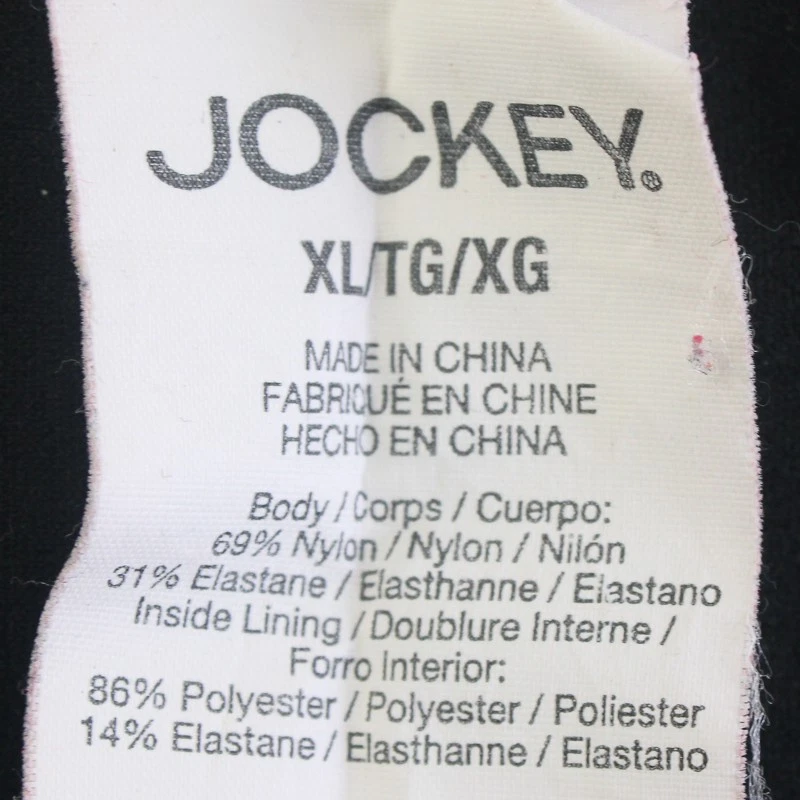 JOCKEY®
XL/TG/XG
MADE IN CHINA
FABRIQUÉ EN CHINE
HECHO EN CHINA
Body / Corps / Cuerpo:
69% Nylon / Nylon / Nilón
31% Elastane / Elasthanne / Elastano
Inside Lining / Doublure Interne /
Forro Interior:
86% Polyester / Polyester / Poliester
14% Elastane / Elasthanne / Elastano